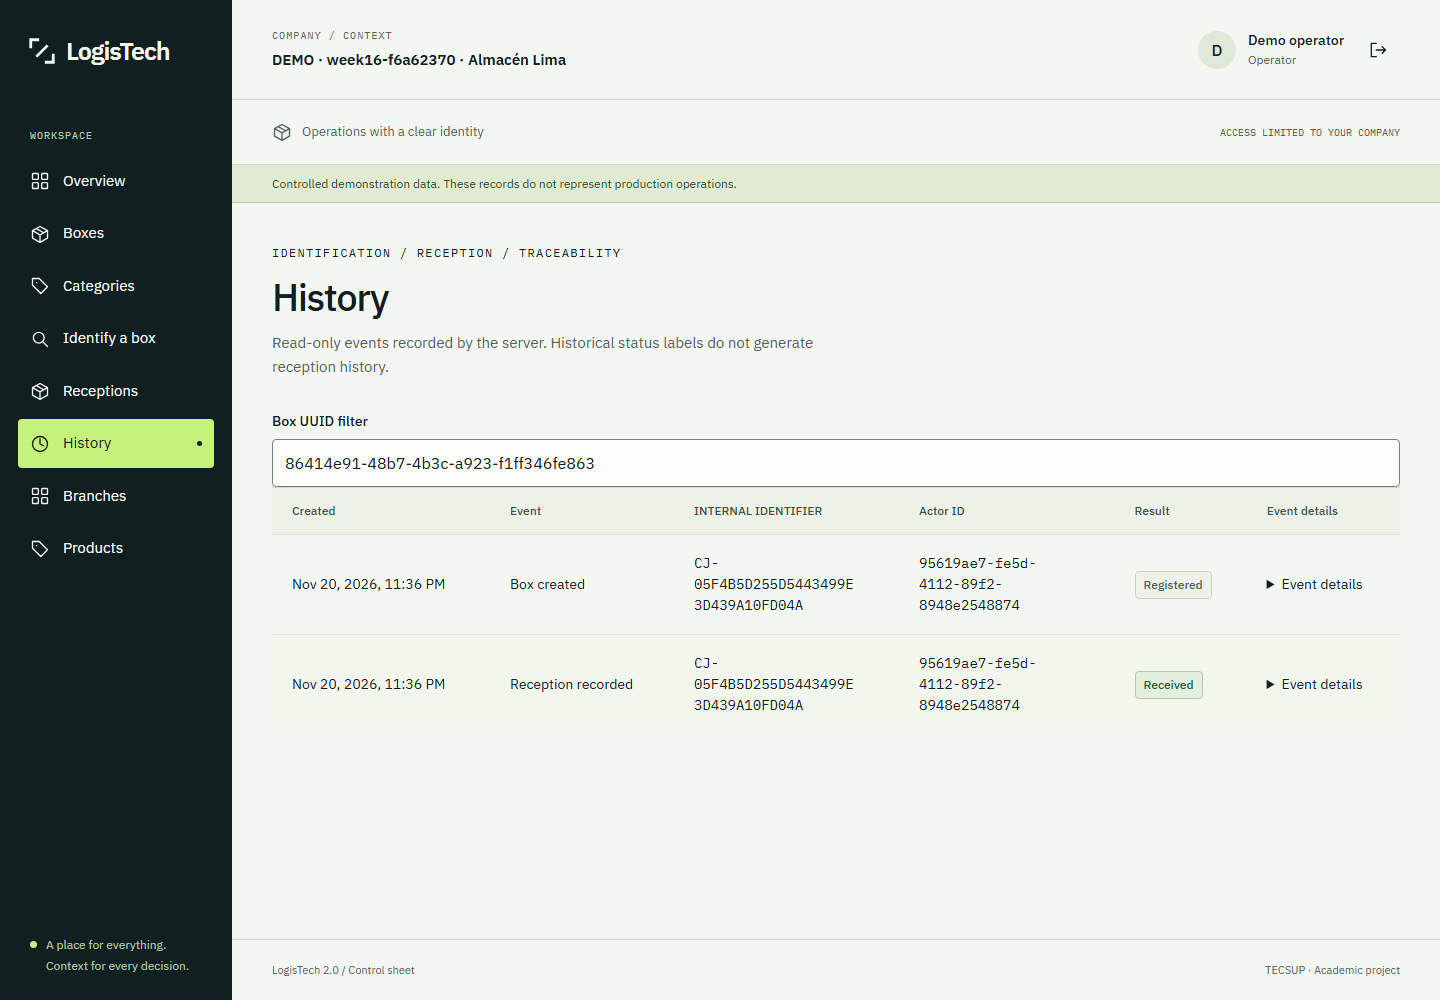 LogisTech
WORKSPACE
Overview
Boxes
Categories
Identify a box
Receptions
History
Branches
Products
A place for everything.
Context for every decision.
COMPANY / CONTEXT
DEMO · week16-f6a62370 · Almacén Lima
D
Demo operator
Operator
Operations with a clear identity
ACCESS LIMITED TO YOUR COMPANY
Controlled demonstration data. These records do not represent production operations.
IDENTIFICATION / RECEPTION / TRACEABILITY
History
Read-only events recorded by the server. Historical status labels do not generate
reception history.
Box UUID filter
86414e91-48b7-4b3c-a923-f1ff346fe863
Created Event INTERNAL IDENTIFIER Actor ID Result Event details
Nov 20, 2026, 11:36 PM
Box created
CJ-
05F4B5D255D5443499E
3D439A10FD04A
95619ae7-fe5d-
4112-89f2-
8948e2548874
Registered
Event details
Nov 20, 2026, 11:36 PM
Reception recorded
CJ-
05F4B5D255D5443499E
3D439A10FD04A
95619ae7-fe5d-
4112-89f2-
8948e2548874
Received
Event details
LogisTech 2.0 / Control sheet
TECSUP · Academic project